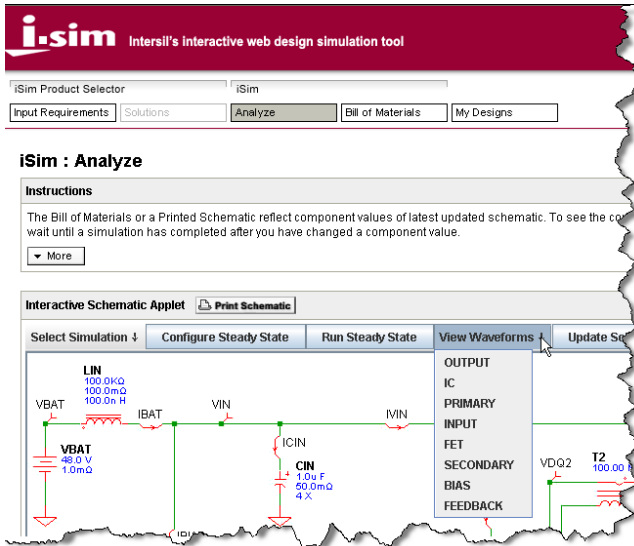 i.sim Intersil's interactive web design simulation tool
iSim Product Selector iSim
Input Requirements Solutions Analyze Bill of Materials My Designs
iSim : Analyze
Instructions
The Bill of Materials or a Printed Schematic reflect component values of latest updated schematic. To see the
wait until a simulation has completed after you have changed a component value.
More
Interactive Schematic Applet Print Schematic
Select Simulation Configure Steady State Run Steady State View Waveforms Update
OUTPUT
IC
PRIMARY
INPUT
FET
SECONDARY
BIAS
FEEDBACK
LIN
100.0KΩ
100.0mΩ
100.0n H
VBAT IBAT VIN IVIN
ICIN
VBAT
48.0 V
1.0mΩ
CIN
1.0u F
50.0mΩ
4 X
VDQ2 T2
100.00